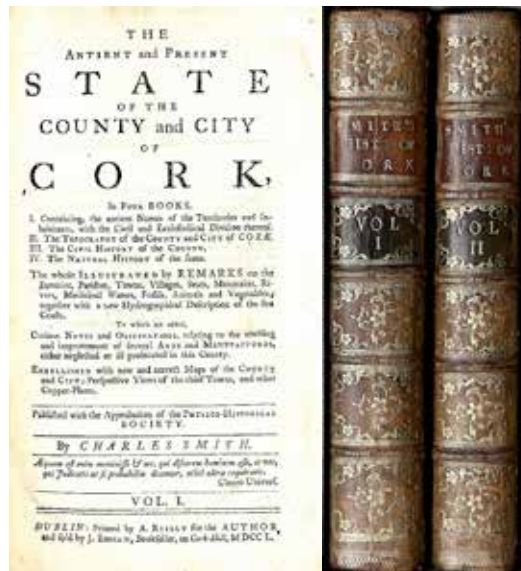 THE
ANTIENT and PRESENT
STATE
OF THE
COUNTY and CITY
OF
CORK,
In FOUR BOOKS.
I. Containing, the antient Names of the Territories and In-
habitants, with the Civil and Ecclesiastical Division thereof.
II. The TOPOGRAPHY of the COUNTY and CITY of CORK.
III. The CIVIL HISTORY of the COUNTY.
IV. The NATURAL HISTORY of the same.
The whole ILLUSTRATED by REMARKS on the
Baronies, Parishes, Towns, Villages, Seats, Mountains, Ri-
vers, Medicinal Waters, Fossils, Animals and Vegetables;
together with a new Hydrographical Description of the Sea
Coasts.
To which are added,
Curious NOTES and OBSERVATIONS, relating to the erecting
and improvement of several ARTS and MANUFACTURES,
either neglected or ill prosecuted in this County.
EMBELLISHED with new and correct Maps of the COUNTY
and CITY; Perspective Views of the chief Towns, and other
Copper-Plates.
Published with the Approbation of the PHYSICO-HISTORICAL
SOCIETY.
By CHARLES SMITH.
VOL. I.
DUBLIN: Printed by A. REILLY for the AUTHOR,
and sold by J. Bookseller, on Cork-Hill, MDCCL.
SMITH'S
HIST: OF
CORK
VOL
I
SMITH'S
HIST: OF
CORK
VOL
II